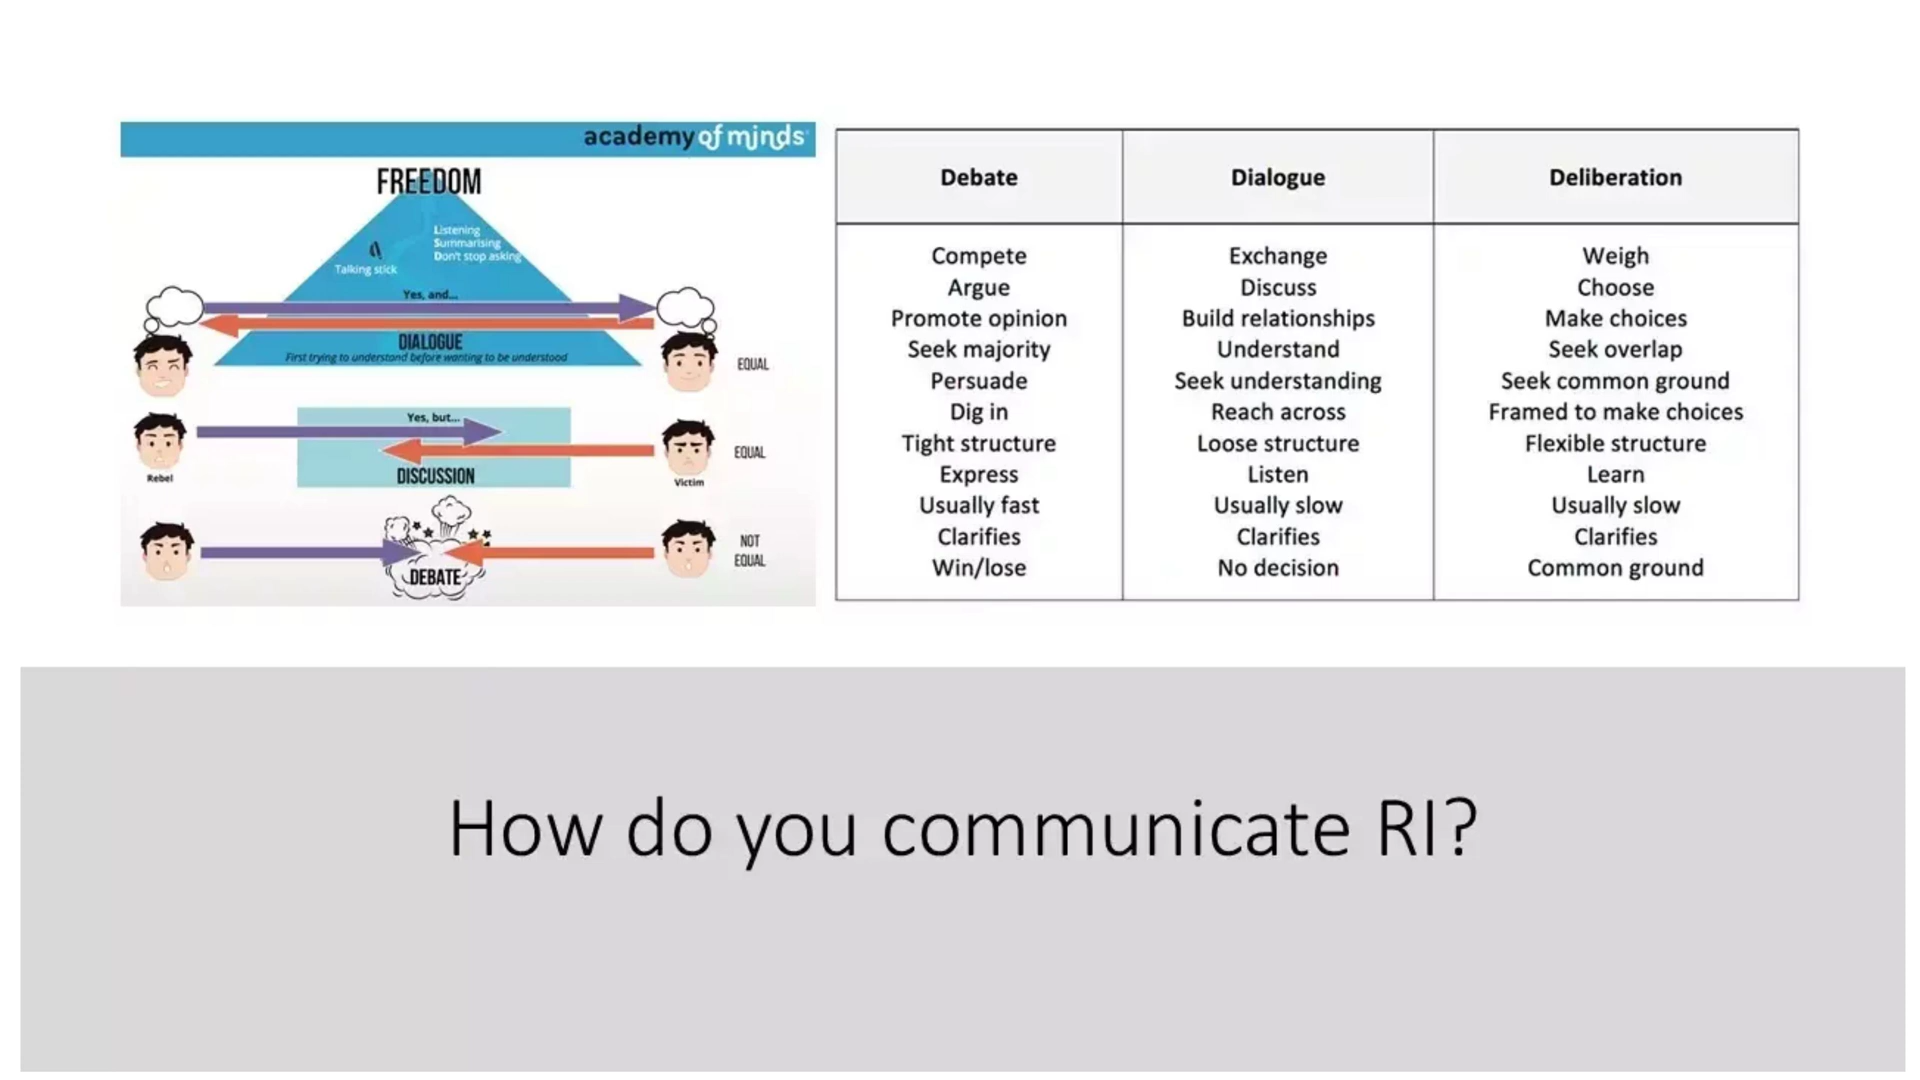 academy of minds
FREEDOM
Listening
Summarising
Don't stop asking
Talking stick
Yes, and...
DIALOGUE
First trying to understand before wanting to be understood
EQUAL
Yes, but...
EQUAL
DISCUSSION
Rebel
Victim
NOT
EQUAL
DEBATE
Debate Dialogue Deliberation
Compete Exchange Weigh
Argue Discuss Choose
Promote opinion Build relationships Make choices
Seek majority Understand Seek overlap
Persuade Seek understanding Seek common ground
Dig in Reach across Framed to make choices
Tight structure Loose structure Flexible structure
Express Listen Learn
Usually fast Usually slow Usually slow
Clarifies Clarifies Clarifies
Win/lose No decision Common ground
How do you communicate RI?